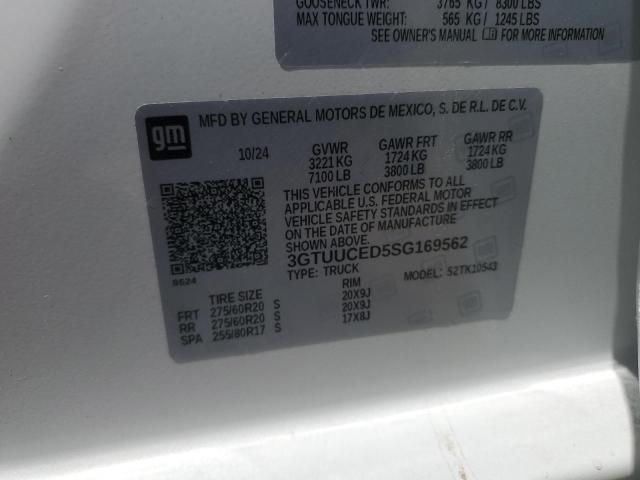 GOOSENECK TWR: 3765 KG / 8300 LBS
MAX TONGUE WEIGHT: 565 KG / 1245 LBS
SEE OWNER'S MANUAL FOR MORE INFORMATION
gm
MFD BY GENERAL MOTORS DE MEXICO, S. DE R.L. DE C.V.
10/24 GVWR GAWR FRT GAWR RR
3221 KG 1724 KG 1724 KG
7100 LB 3800 LB 3800 LB
THIS VEHICLE CONFORMS TO ALL
APPLICABLE U.S. FEDERAL MOTOR
VEHICLE SAFETY STANDARDS IN EFFECT
ON THE DATE OF MANUFACTURE
SHOWN ABOVE.
3GTUUCED5SG169562
TYPE: TRUCK MODEL: S2TK10543
8624
TIRE SIZE RIM
FRT 275/60R20 S 20X9J
RR 275/60R20 S 20X9J
SPA 255/80R17 S 17X8J